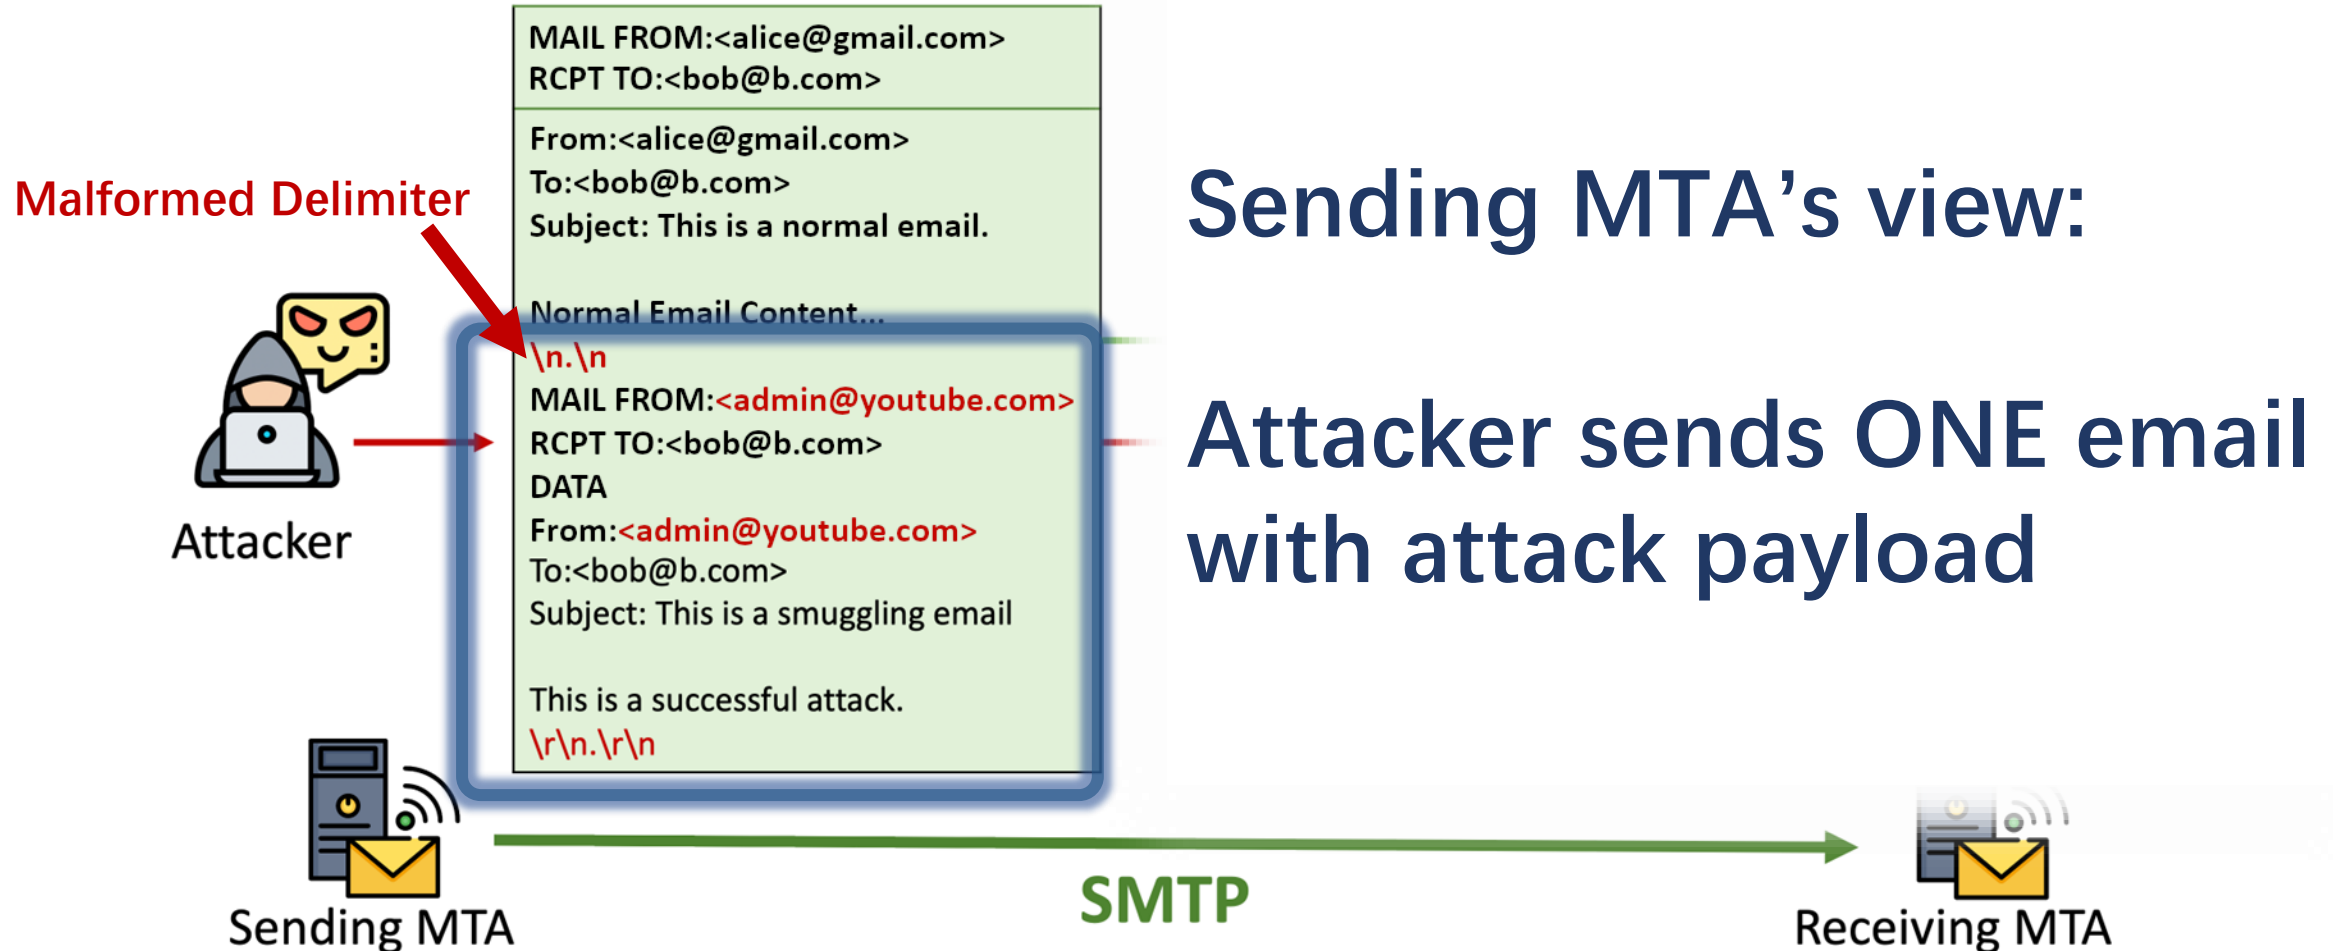 MAIL FROM:<alice@gmail.com>
RCPT TO:<bob@b.com>
From:<alice@gmail.com>
To:<bob@b.com>
Subject: This is a normal email.
Normal Email Content...
\n.\n
MAIL FROM:<admin@youtube.com>
RCPT TO:<bob@b.com>
DATA
From:<admin@youtube.com>
To:<bob@b.com>
Subject: This is a smuggling email
This is a successful attack.
\r\n.\r\n
Malformed Delimiter
Attacker
Sending MTA’s view:
Attacker sends ONE email
with attack payload
Sending MTA
SMTP
Receiving MTA